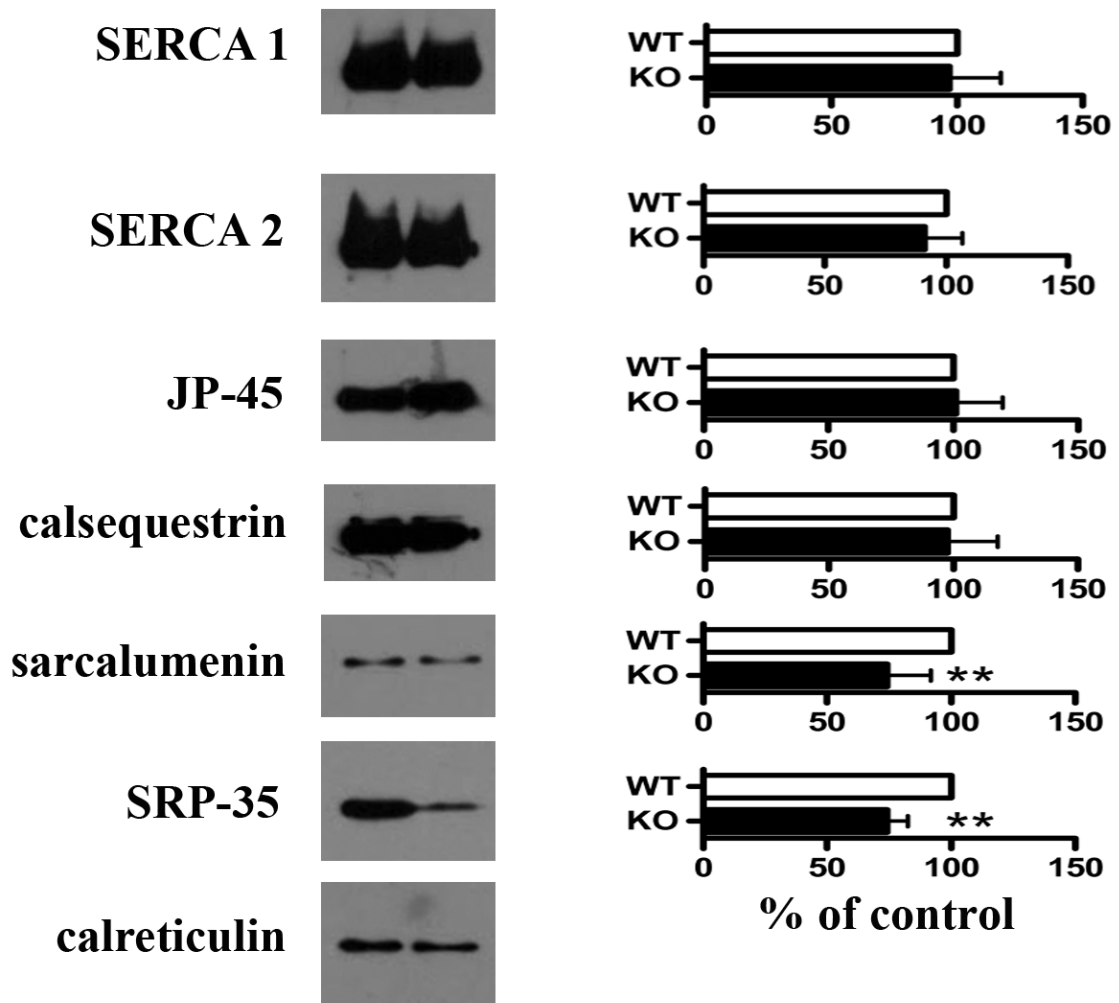 SERCA 1
WT
KO
0 50 100 150
SERCA 2
WT
KO
0 50 100 150
JP-45
WT
KO
0 50 100 150
calsequestrin
WT
KO
0 50 100 150
sarcalumenin
WT
KO **
0 50 100 150
SRP-35
WT
KO **
0 50 100 150
% of control
calreticulin